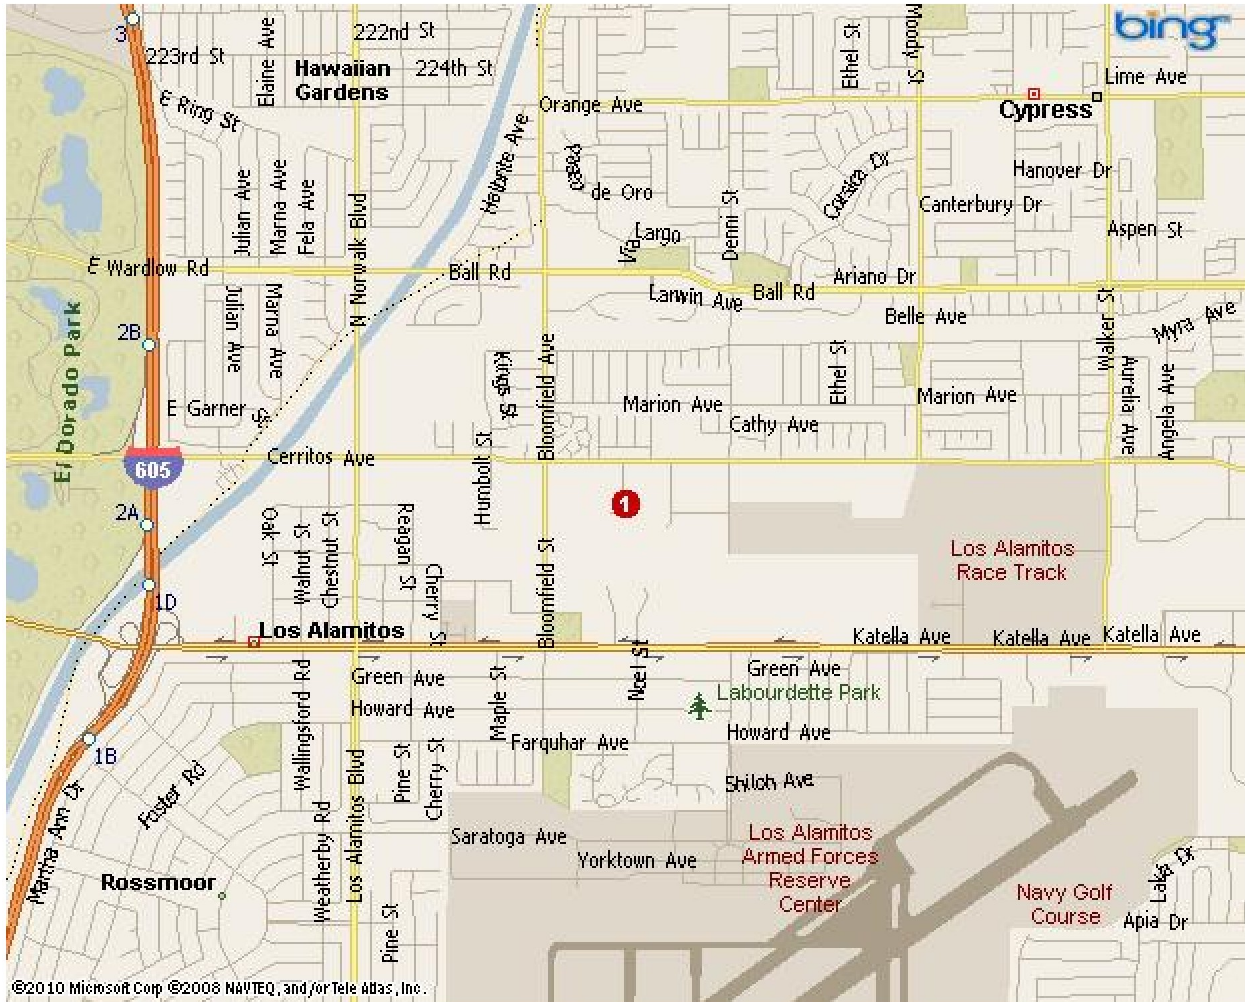 bing
3
223rd St
Elaine Ave
222nd St
Hawaiian
Gardens
224th St
Ethel St
Moody St
Lime Ave
Orange Ave
Cypress
E Ring St
Helbrite Ave
Paseo
de Oro
Corsica Dr
Hanover Dr
Julian Ave
Marna Ave
Fela Ave
N Norwalk Blvd
Denni St
Canterbury Dr
Via
Largo
Aspen St
E Wardlow Rd
Ball Rd
Ariano Dr
Larwin Ave
Ball Rd
Belle Ave
Walker St
Myra Ave
El Dorado Park
2B
Julian Ave
Marna Ave
Kings St
Bloomfield Ave
Ethel St
Aurelia Ave
Angela Ave
Marion Ave
Marion Ave
E Garner
St
Cathy Ave
605
Cerritos Ave
Humbolt St
1
2A
Oak St
Walnut St
Chestnut St
Reagan St
Bloomfield St
Los Alamitos
Race Track
1D
Cherry St
Los Alamitos
Katella Ave
Katella Ave
Katella Ave
Wallingsford Rd
Green Ave
Maple St
Noel St
Green Ave
Labourdette Park
Howard Ave
Howard Ave
Farquhar Ave
1B
Foster Rd
Pine St
Cherry St
Shiloh Ave
Martha Ann Dr
Weatherby Rd
Los Alamitos Blvd
Saratoga Ave
Yorktown Ave
Los Alamitos
Armed Forces
Reserve
Center
Rossmoor
Navy Golf
Course
Lake Dr
Apia Dr
Pine St
©2010 Microsoft Corp ©2008 NAVTEQ, and/or Tele Atlas, Inc.